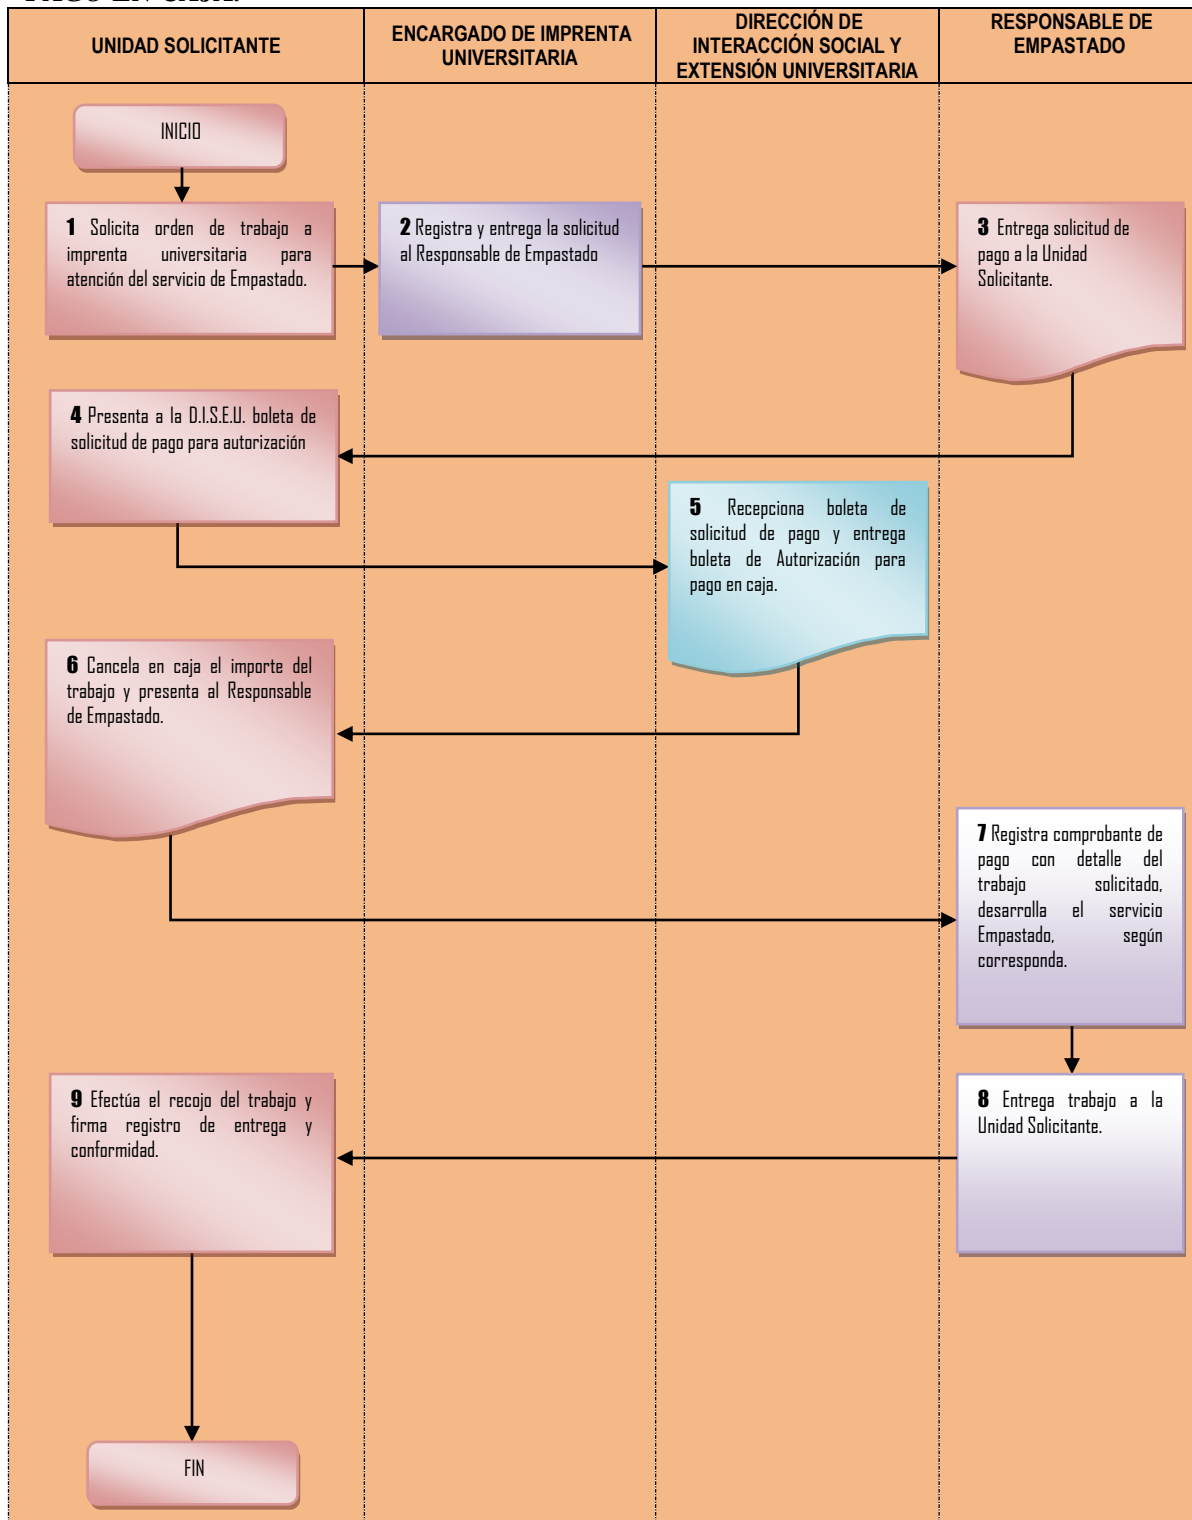 PAGO EN CAJA.
UNIDAD SOLICITANTE
ENCARGADO DE IMPRENTA
UNIVERSITARIA
DIRECCIÓN DE
INTERACCIÓN SOCIAL Y
EXTENSIÓN UNIVERSITARIA
RESPONSABLE DE
EMPASTADO
INICIO
1 Solicita orden de trabajo a
imprenta universitaria para
atención del servicio de Empastado.
2 Registra y entrega la solicitud
al Responsable de Empastado
3 Entrega solicitud de
pago a la Unidad
Solicitante.
4 Presenta a la D.I.S.E.U. boleta de
solicitud de pago para autorización
5 Recepciona boleta de
solicitud de pago y entrega
boleta de Autorización para
pago en caja.
6 Cancela en caja el importe del
trabajo y presenta al Responsable
de Empastado.
7 Registra comprobante de
pago con detalle del
trabajo solicitado,
desarrolla el servicio
Empastado, según
corresponda.
8 Entrega trabajo a la
Unidad Solicitante.
9 Efectúa el recojo del trabajo y
firma registro de entrega y
conformidad.
FIN